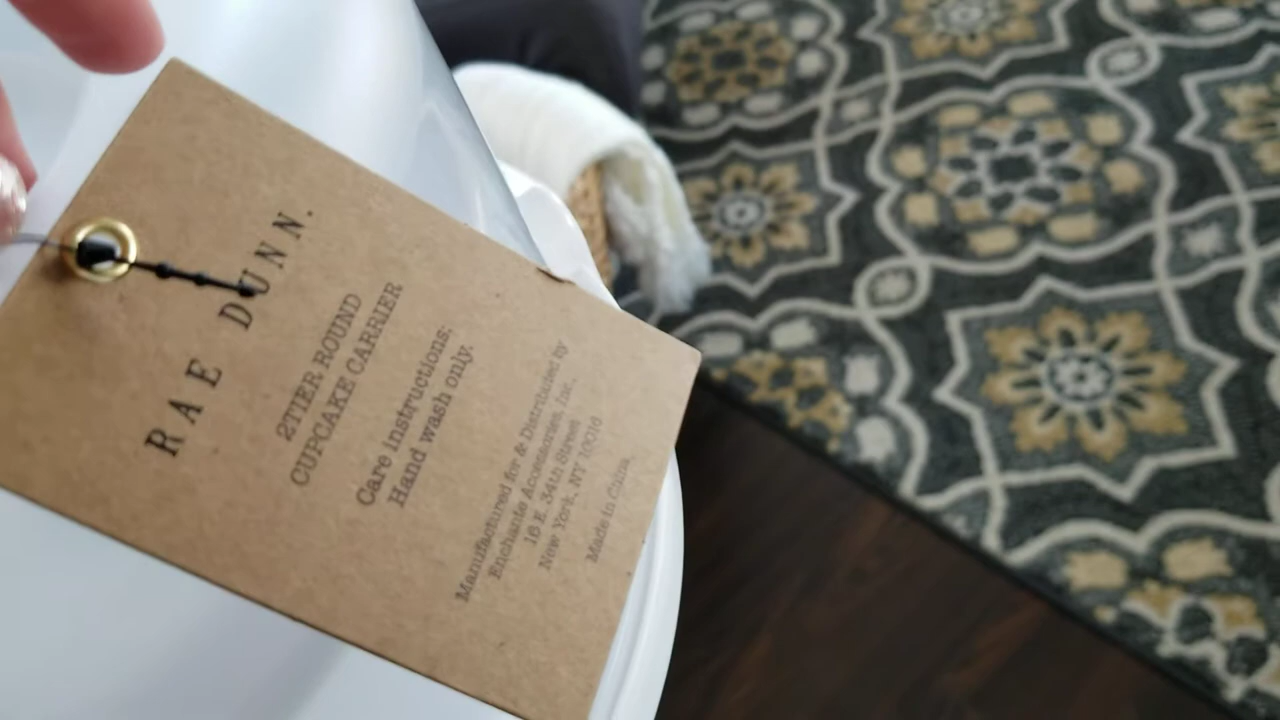 RAE DUNN.
2TIER ROUND
CUPCAKE CARRIER
Care instructions:
Hand wash only.
Manufactured for & Distributed by
Enchante Accessories, Inc.,
16 E. 34th Street
New York, NY 10016
Made in China.